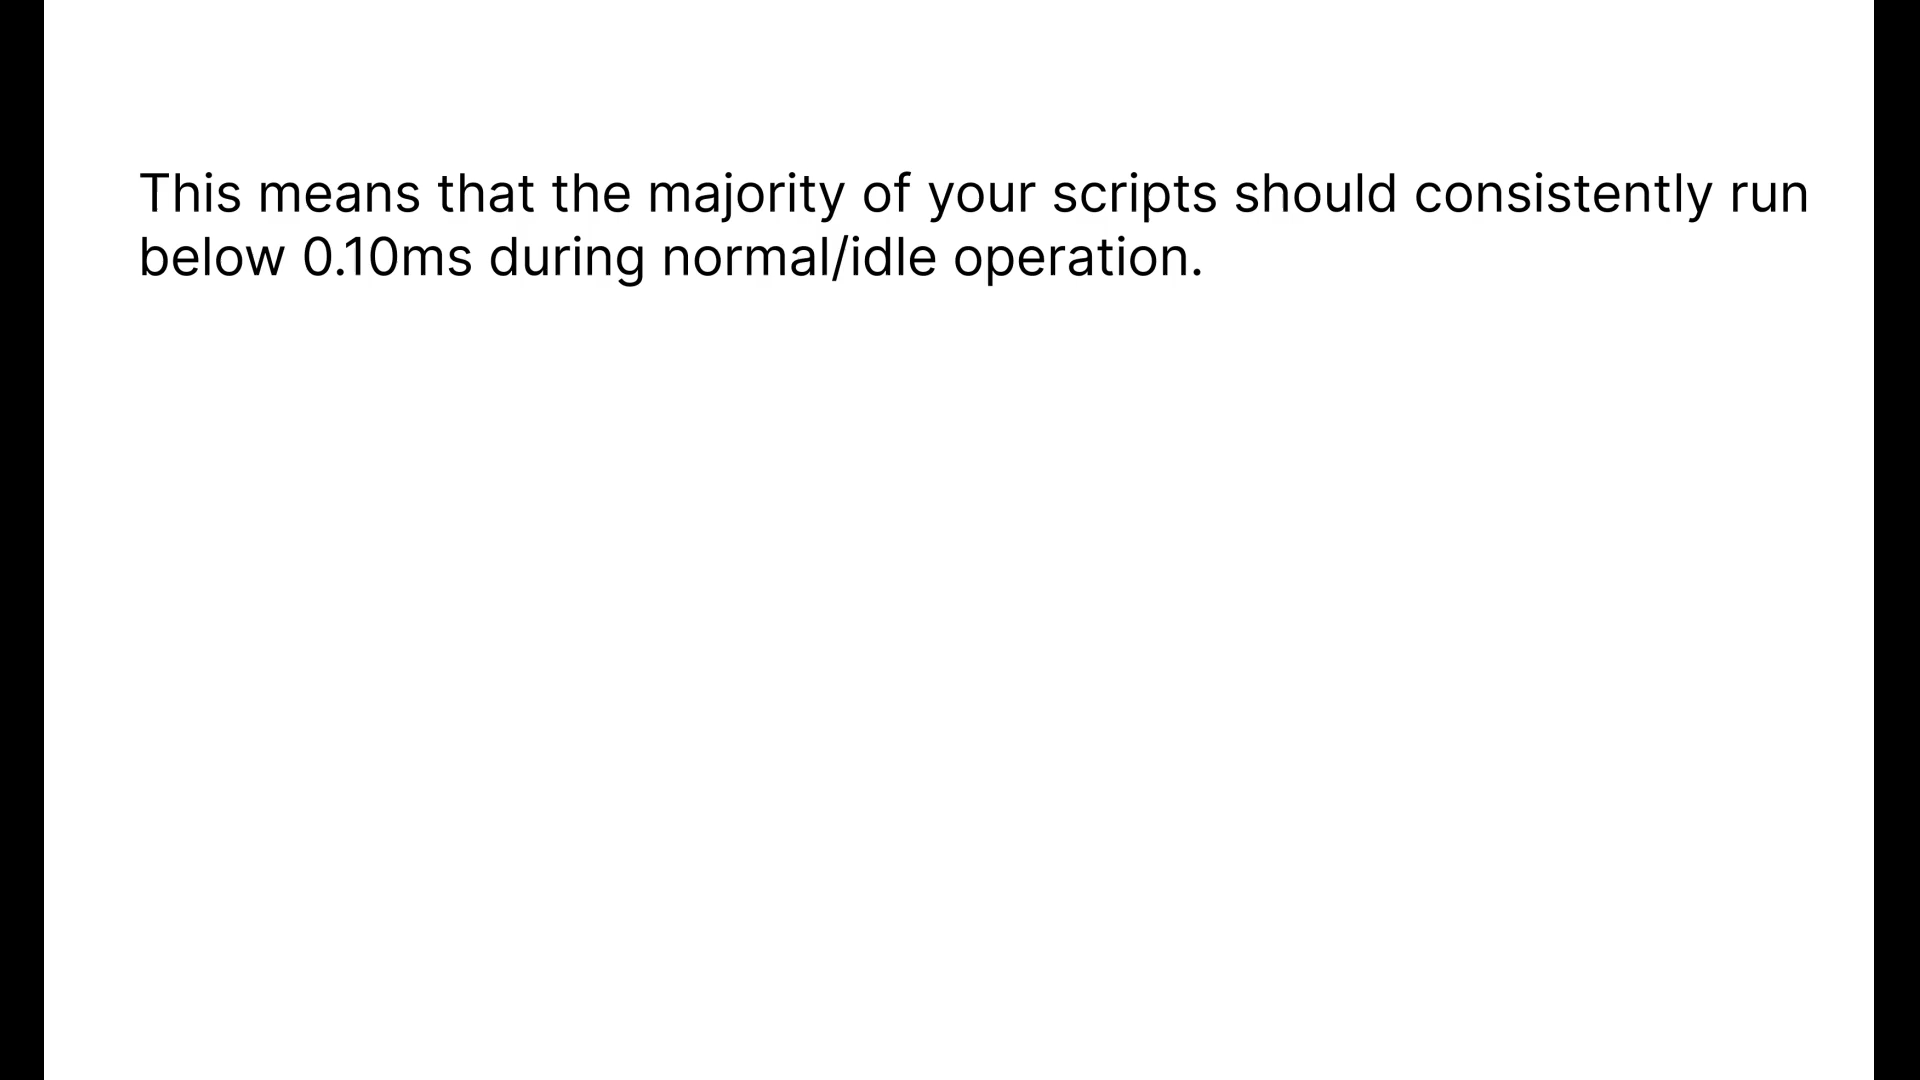 This means that the majority of your scripts should consistently run
below 0.10ms during normal/idle operation.